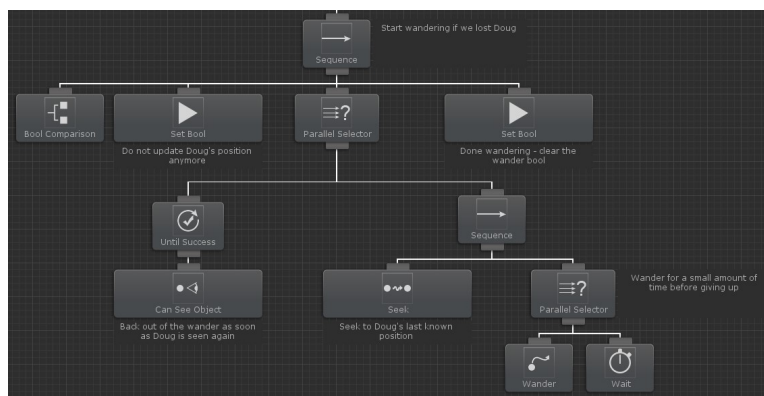 Start wandering if we lost Doug
Sequence
Bool Comparison
Set Bool
Parallel Selector
Set Bool
Do not update Doug's position
anymore
Done wandering - clear the
wander bool
Until Success
Sequence
Can See Object
Seek
Parallel Selector
Wander for a small amount of
time before giving up
Back out of the wander as soon
as Doug is seen again
Seek to Doug's last known
position
Wander
Wait